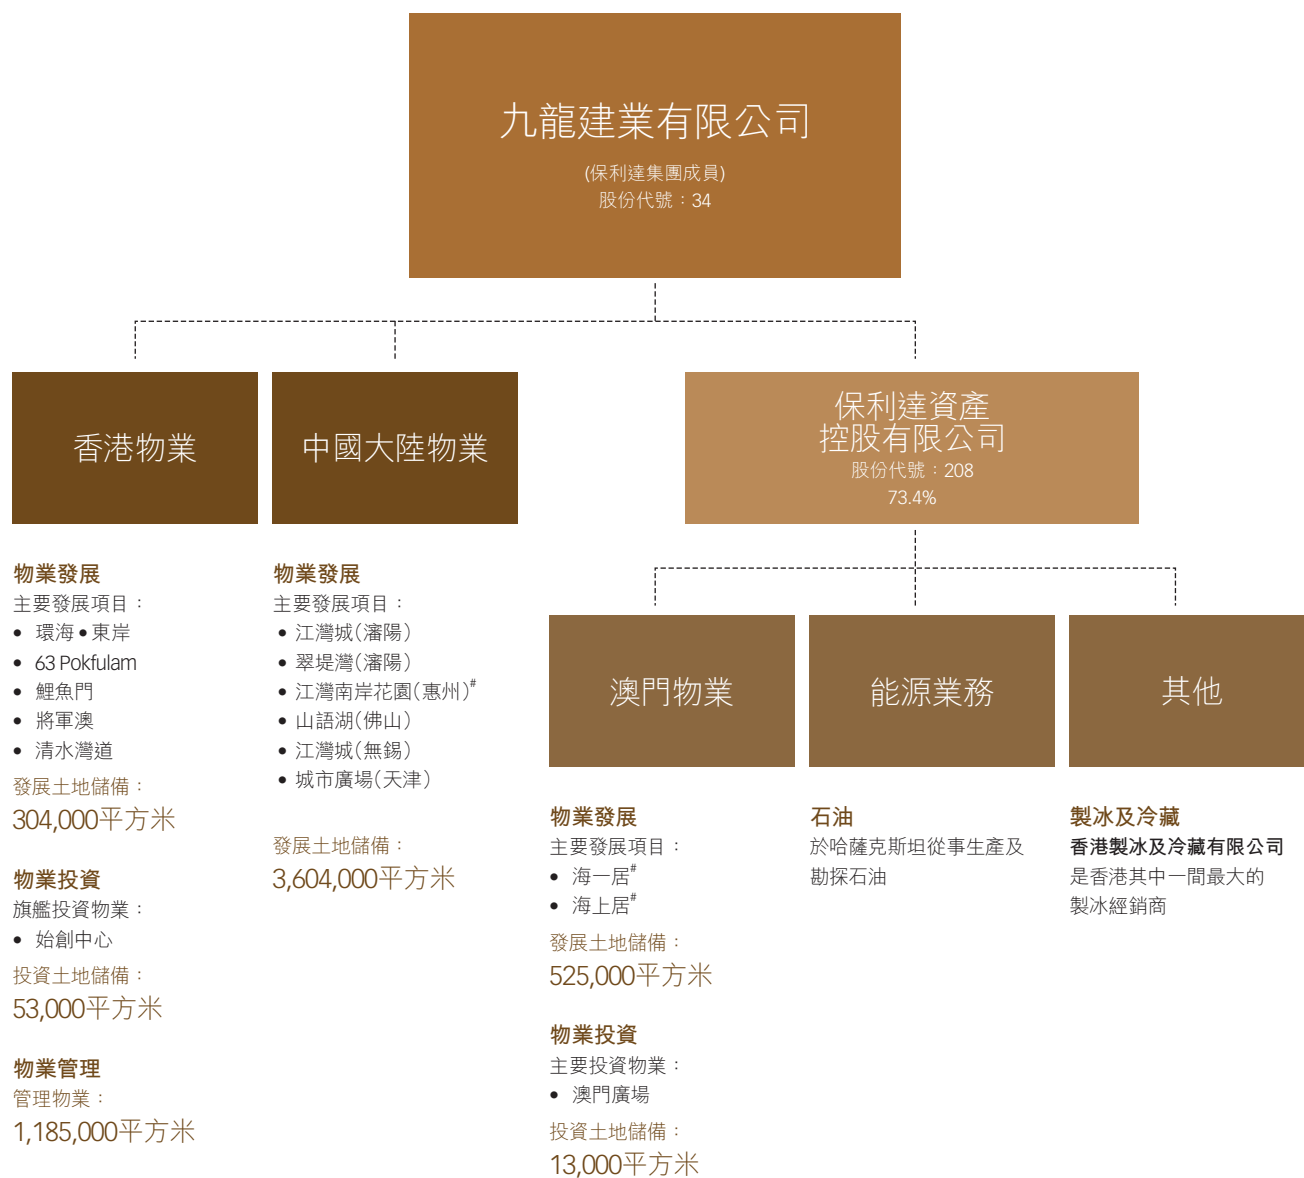 九龍建業有限公司
(保利達集團成員)
股份代號：34
香港物業
中國大陸物業
保利達資產
控股有限公司
股份代號：208
73.4%
物業發展
主要發展項目：
• 環海•東岸
• 63 Pokfulam
• 鯉魚門
• 將軍澳
• 清水灣道
發展土地儲備：
304,000平方米
物業投資
旗艦投資物業：
• 始創中心
投資土地儲備：
53,000平方米
物業管理
管理物業：
1,185,000平方米
物業發展
主要發展項目：
• 江灣城(瀋陽)
• 翠堤灣(瀋陽)
• 江灣南岸花園(惠州)#
• 山語湖(佛山)
• 江灣城(無錫)
• 城市廣場(天津)
發展土地儲備：
3,604,000平方米
澳門物業
能源業務
其他
物業發展
主要發展項目：
• 海一居#
• 海上居#
發展土地儲備：
525,000平方米
物業投資
主要投資物業：
• 澳門廣場
投資土地儲備：
13,000平方米
石油
於哈薩克斯坦從事生產及
勘探石油
製冰及冷藏
香港製冰及冷藏有限公司
是香港其中一間最大的
製冰經銷商